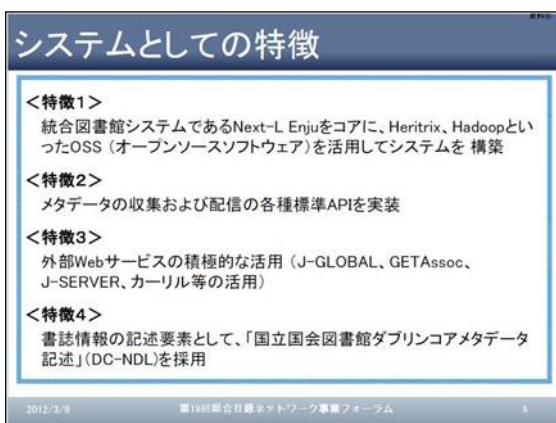 システムとしての特徴
<特徴1>
統合図書館システムであるNext-L Enjuをコアに、Heritrix、Hadoopとい
ったOSS (オープンソースソフトウェア)を活用してシステムを 構築
<特徴2>
メタデータの収集および配信の各種標準APIを実装
<特徴3>
外部Webサービスの積極的な活用 (J-GLOBAL、GETAssoc、
J-SERVER、カーリル等の活用)
<特徴4>
書誌情報の記述要素として、「国立国会図書館ダブリンコアメタデータ
記述」(DC-NDL)を採用
2012/3/9 第19回総合目録ネットワーク事業フォーラム 5